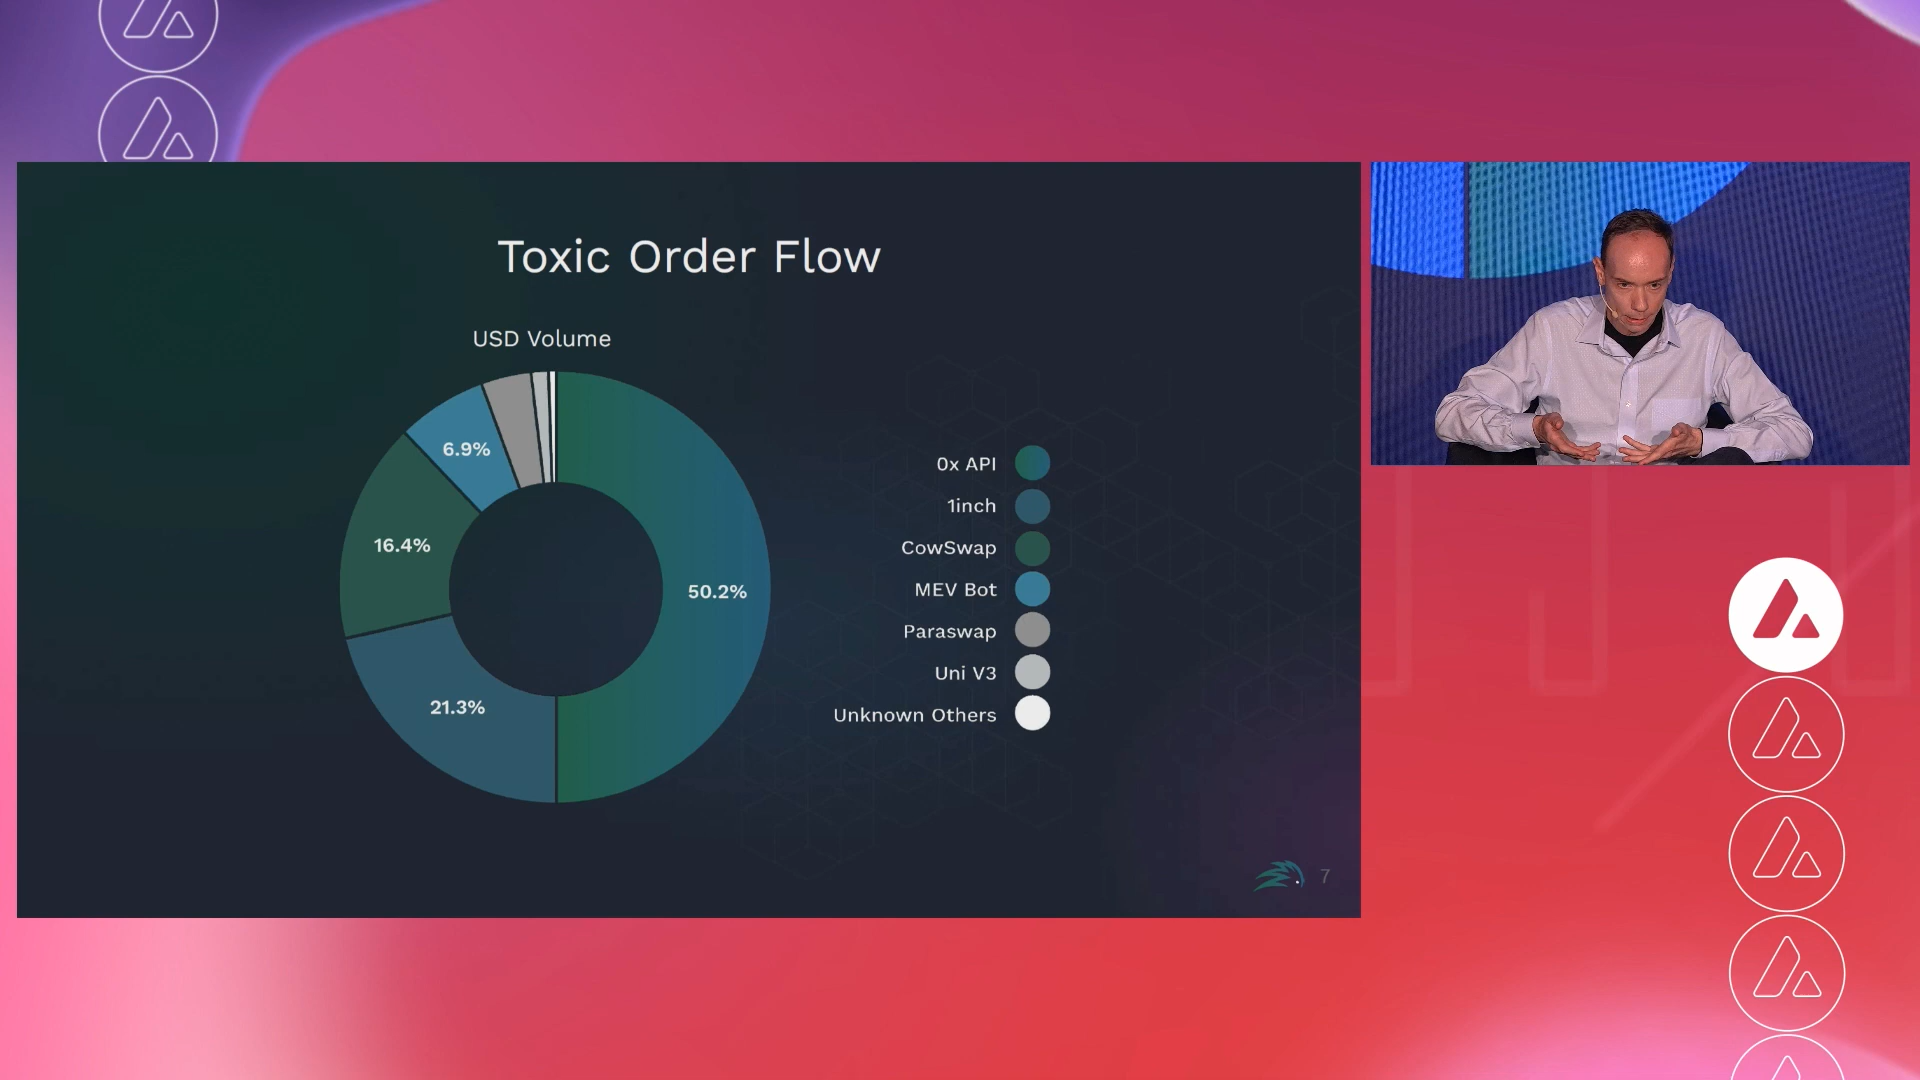 Toxic Order Flow
USD Volume
6.9%
16.4%
50.2%
21.3%
0x API
1inch
CowSwap
MEV Bot
Paraswap
Uni V3
Unknown Others
7